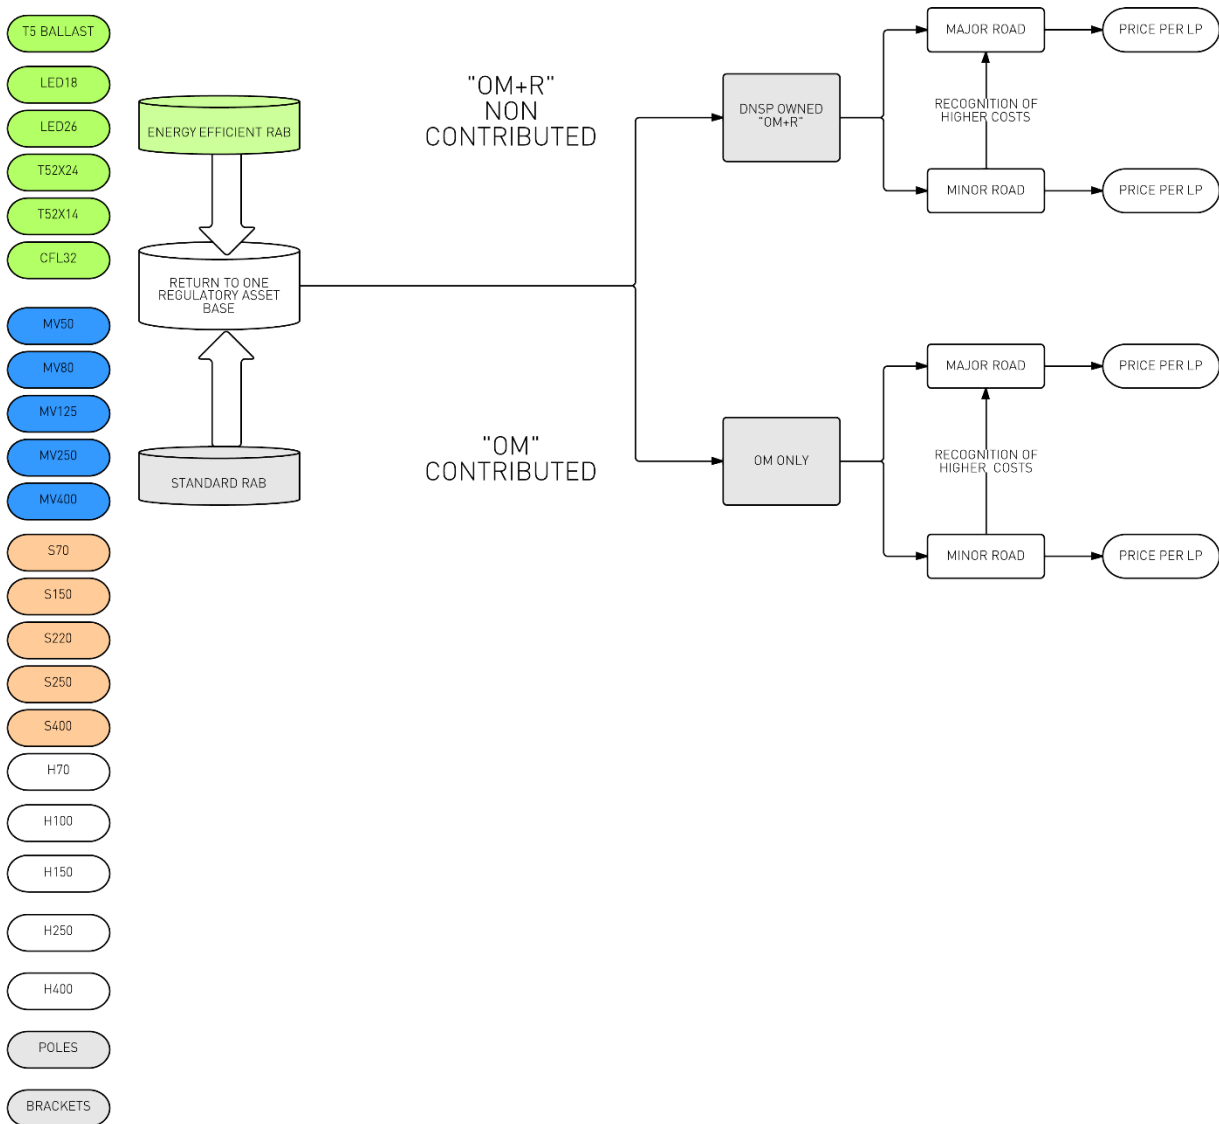 T5 BALLAST
LED18
LED26
T52X24
T52X14
CFL32
MV50
MV80
MV125
MV250
MV400
S70
S150
S220
S250
S400
H70
H100
H150
H250
H400
POLES
BRACKETS
ENERGY EFFICIENT RAB
RETURN TO ONE
REGULATORY ASSET
BASE
STANDARD RAB
"OM+R"
NON
CONTRIBUTED
"OM"
CONTRIBUTED
DNSP OWNED
"OM+R"
MAJOR ROAD
PRICE PER LP
RECOGNITION OF
HIGHER COSTS
MINOR ROAD
PRICE PER LP
OM ONLY
MAJOR ROAD
PRICE PER LP
RECOGNITION OF
HIGHER COSTS
MINOR ROAD
PRICE PER LP